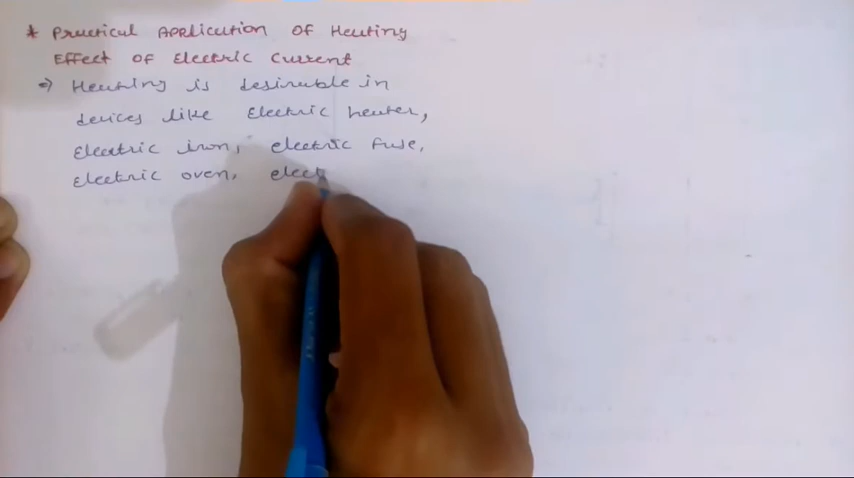 * Practical Application Of Heating
Effect Of Electric Current
⇒ Heating is desirable in
devices like Electric heater,
Electric iron, electric fuse,
Electric oven, elect